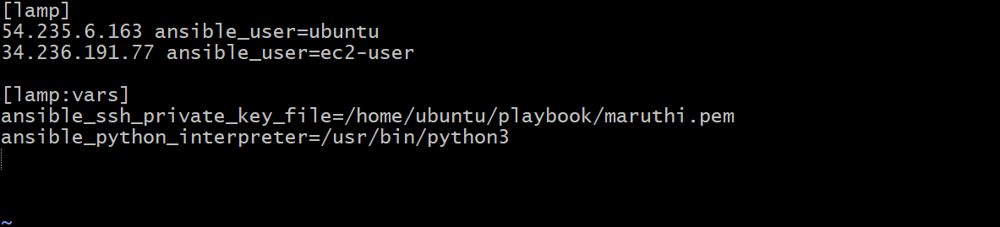 [lamp]
54.235.6.163 ansible_user=ubuntu
34.236.191.77 ansible_user=ec2-user
[lamp:vars]
ansible_ssh_private_key_file=/home/ubuntu/playbook/maruthi.pem
ansible_python_interpreter=/usr/bin/python3
~